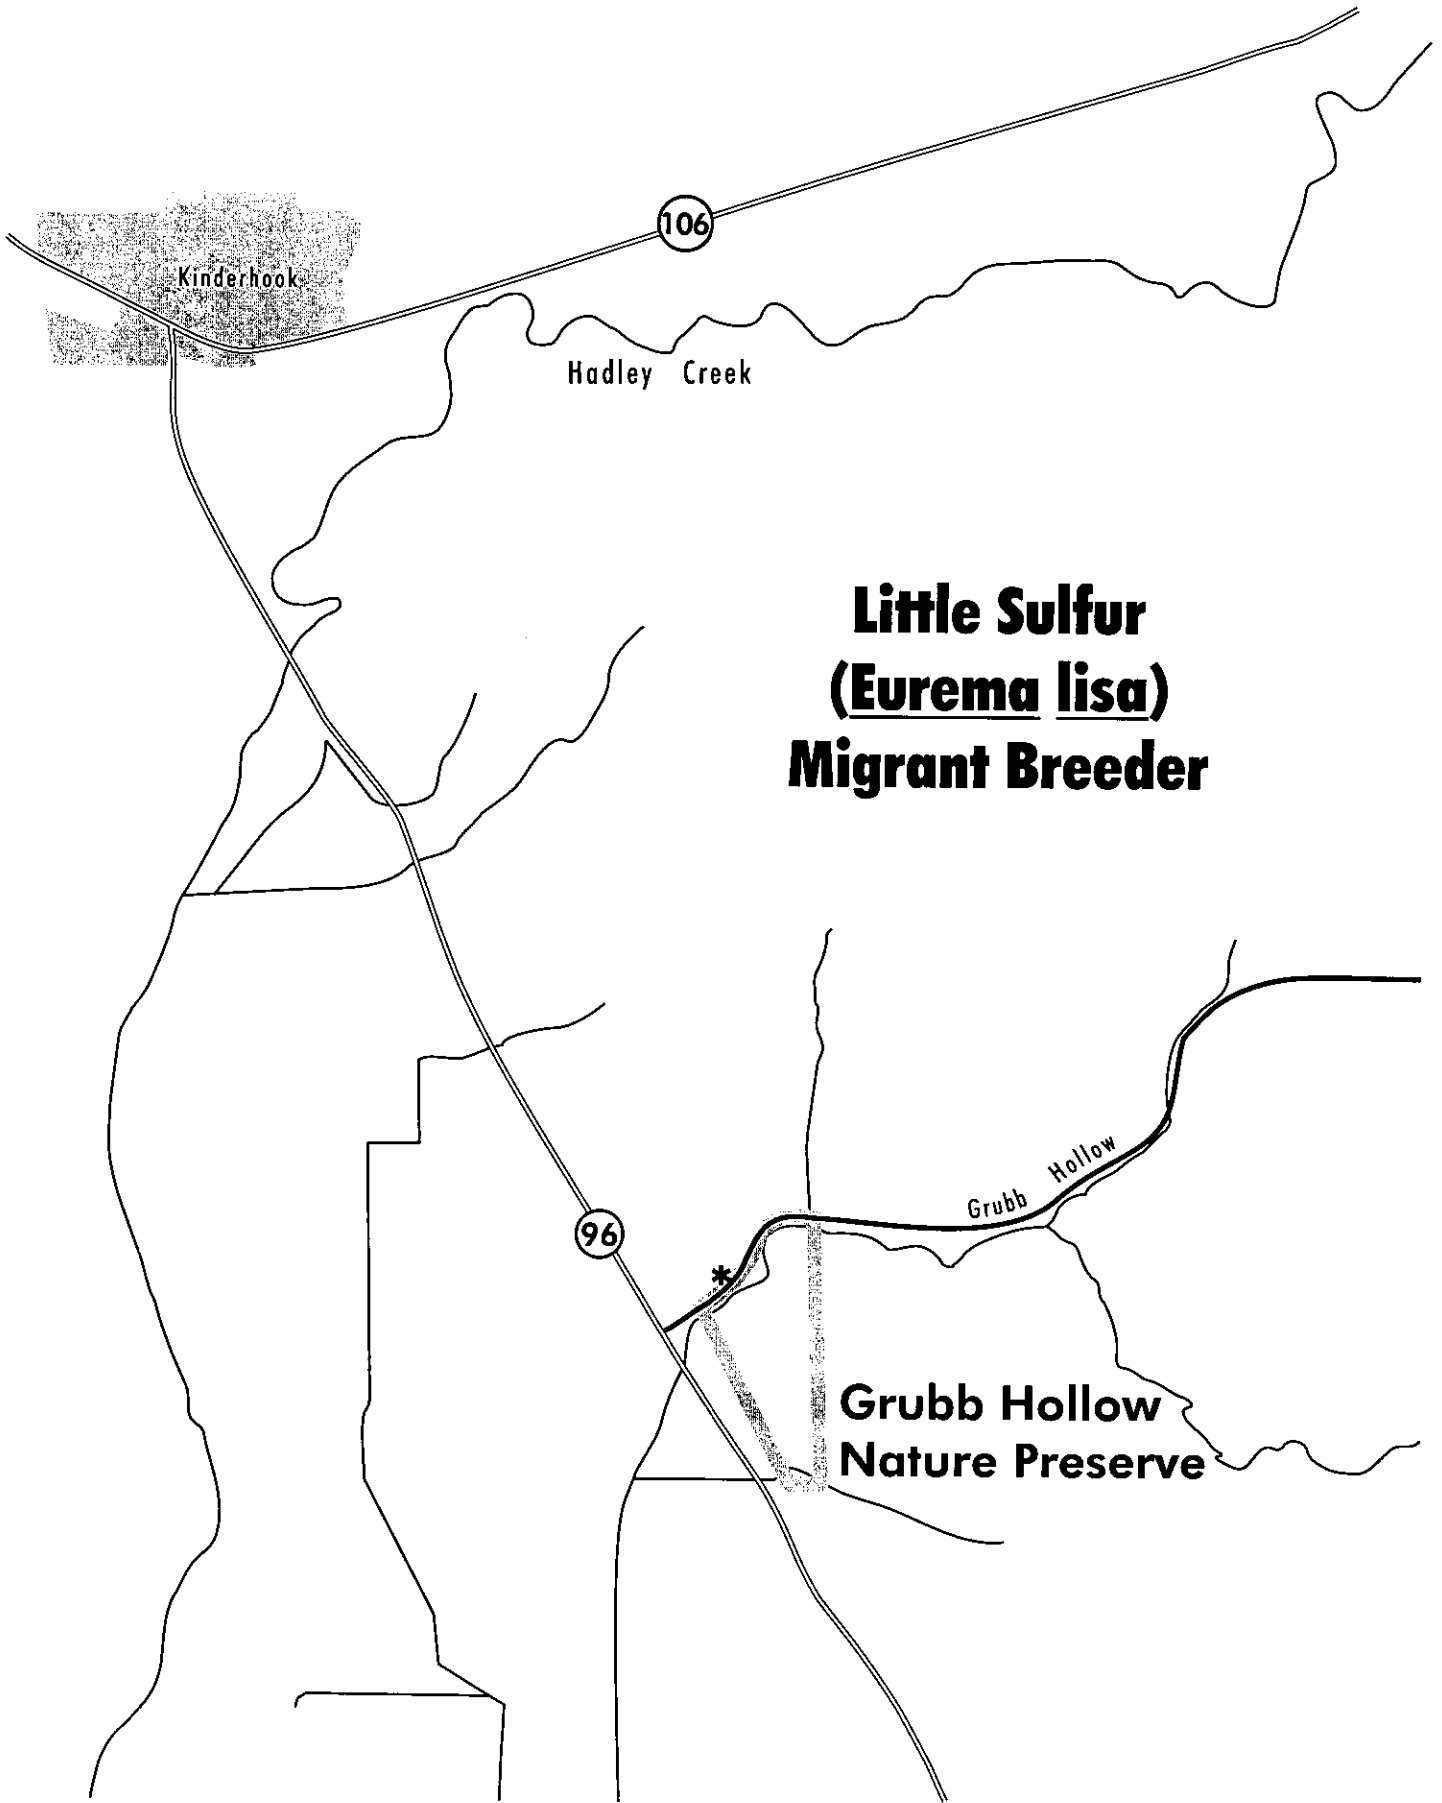 106
Kinderhook
Hadley Creek
Little Sulfur
(Eurema lisa)
Migrant Breeder
Grubb Hollow
96
*
Grubb Hollow
Nature Preserve